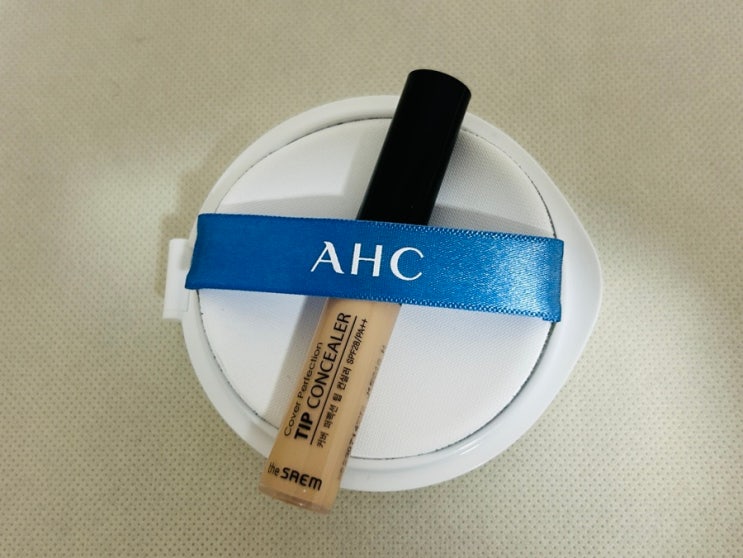 AHC
Cover Perfection
TIP CONCEALER
커버 퍼펙션 팁 컨실러 SPF28/PA++
the SAEM